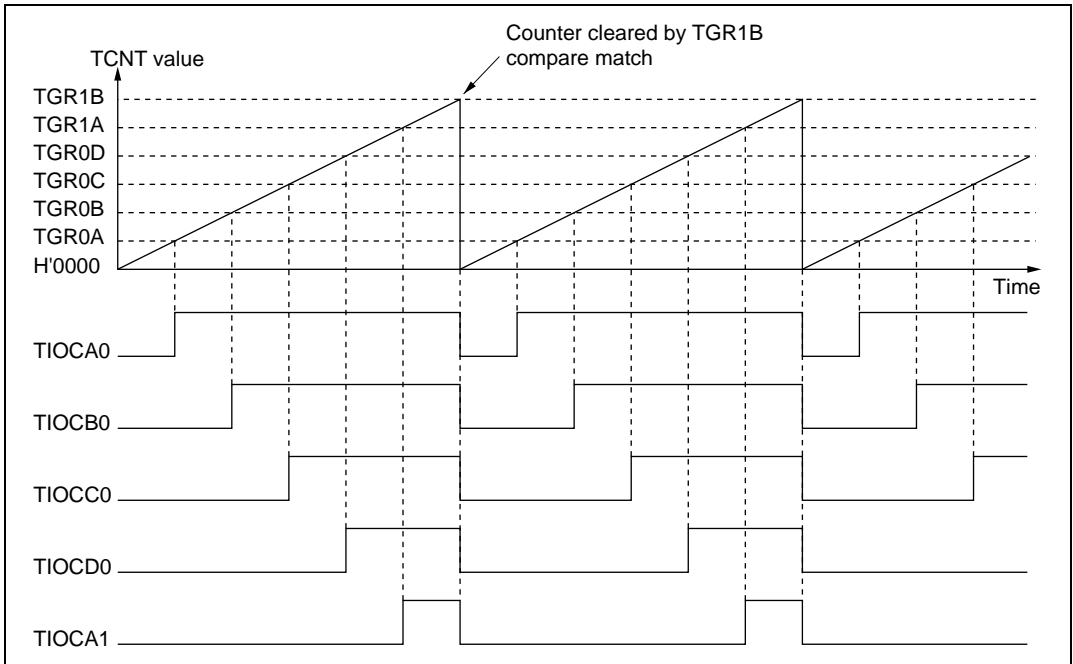 Counter cleared by TGR1B
compare match
TCNT value
TGR1B
TGR1A
TGR0D
TGR0C
TGR0B
TGR0A
H'0000
Time
TIOCA0
TIOCB0
TIOCC0
TIOCD0
TIOCA1